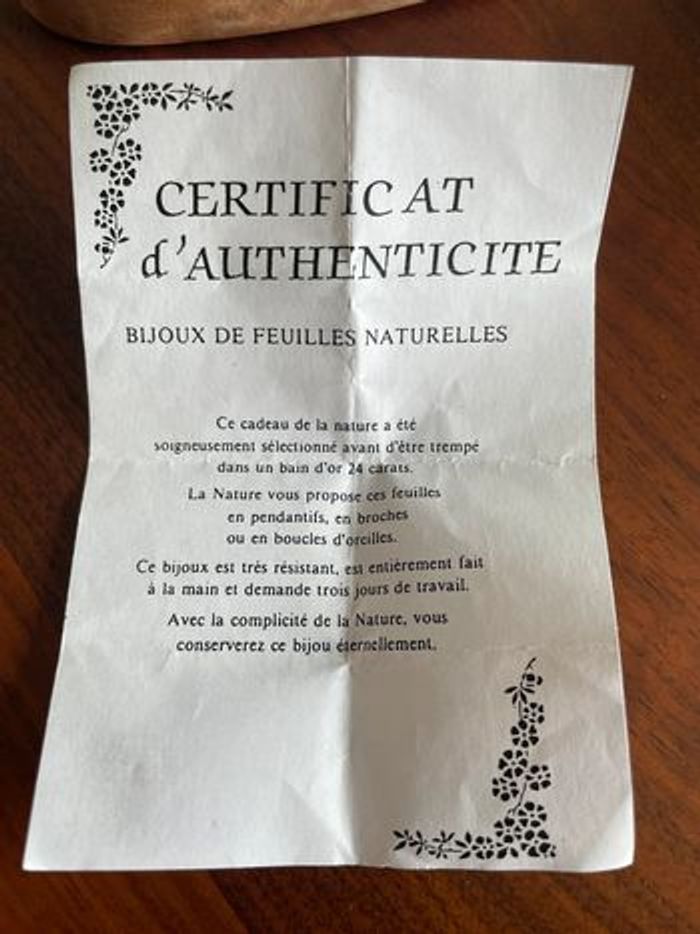 CERTIFICAT
d'AUTHENTICITE
BIJOUX DE FEUILLES NATURELLES
Ce cadeau de la nature a été
soigneusement sélectionné avant d'être trempé
dans un bain d'or 24 carats.
La Nature vous propose ces feuilles
en pendantifs, en broches
ou en boucles d'oreilles.
Ce bijoux est trés résistant, est entièrement fait
à la main et demande trois jours de travail.
Avec la complicité de la Nature, vous
conserverez ce bijou éternellement.